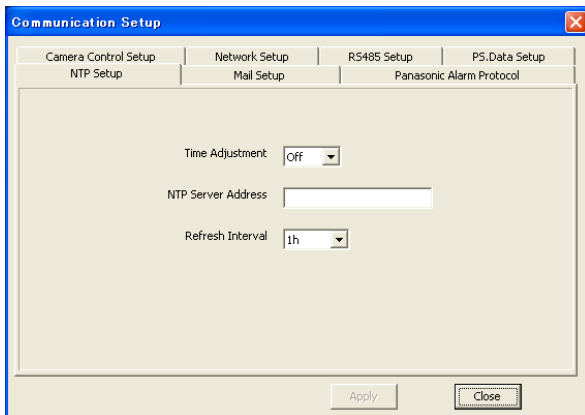 Communication Setup
Camera Control Setup Network Setup RS485 Setup PS.Data Setup
NTP Setup Mail Setup Panasonic Alarm Protocol
Time Adjustment Off
NTP Server Address
Refresh Interval 1h
Apply Close